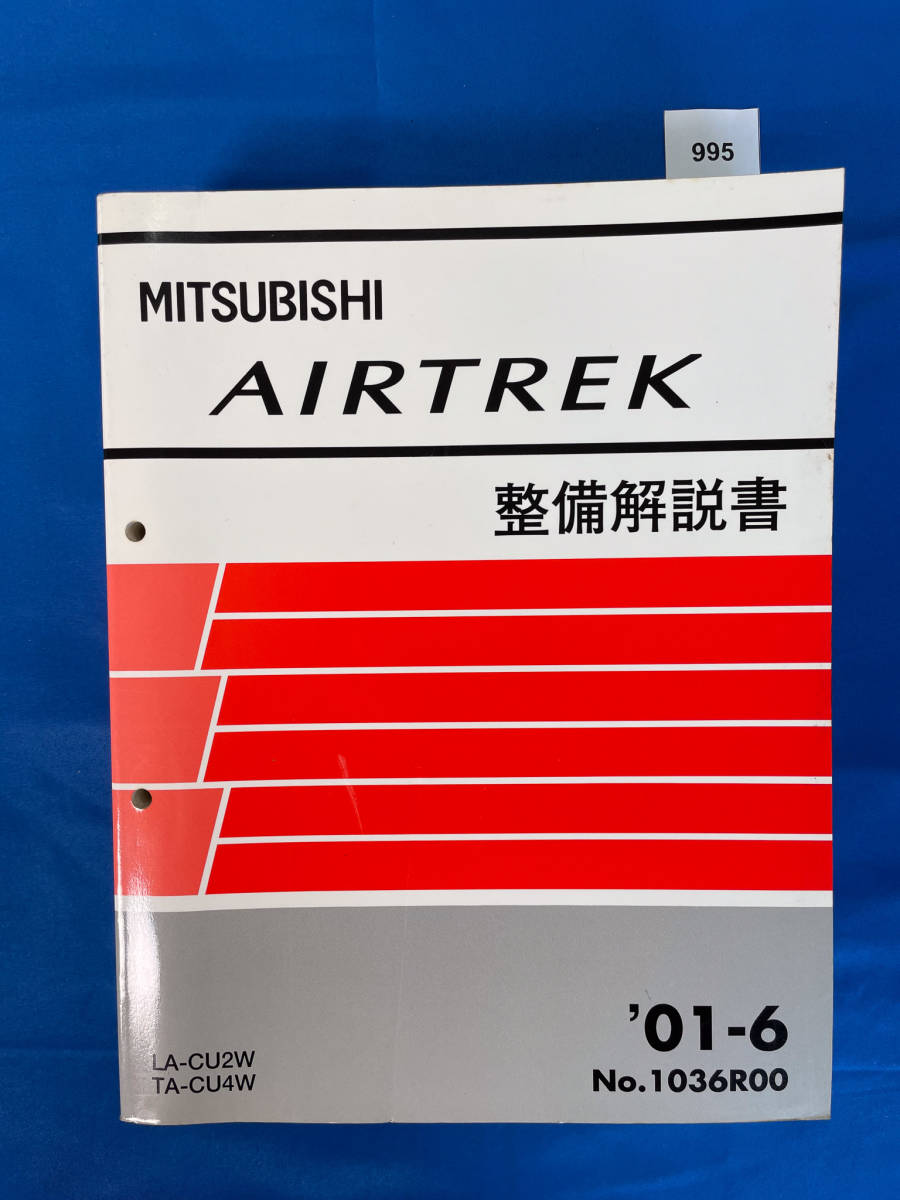 995
MITSUBISHI
AIRTREK
整備解説書
'01-6
No.1036R00
LA-CU2W
TA-CU4W